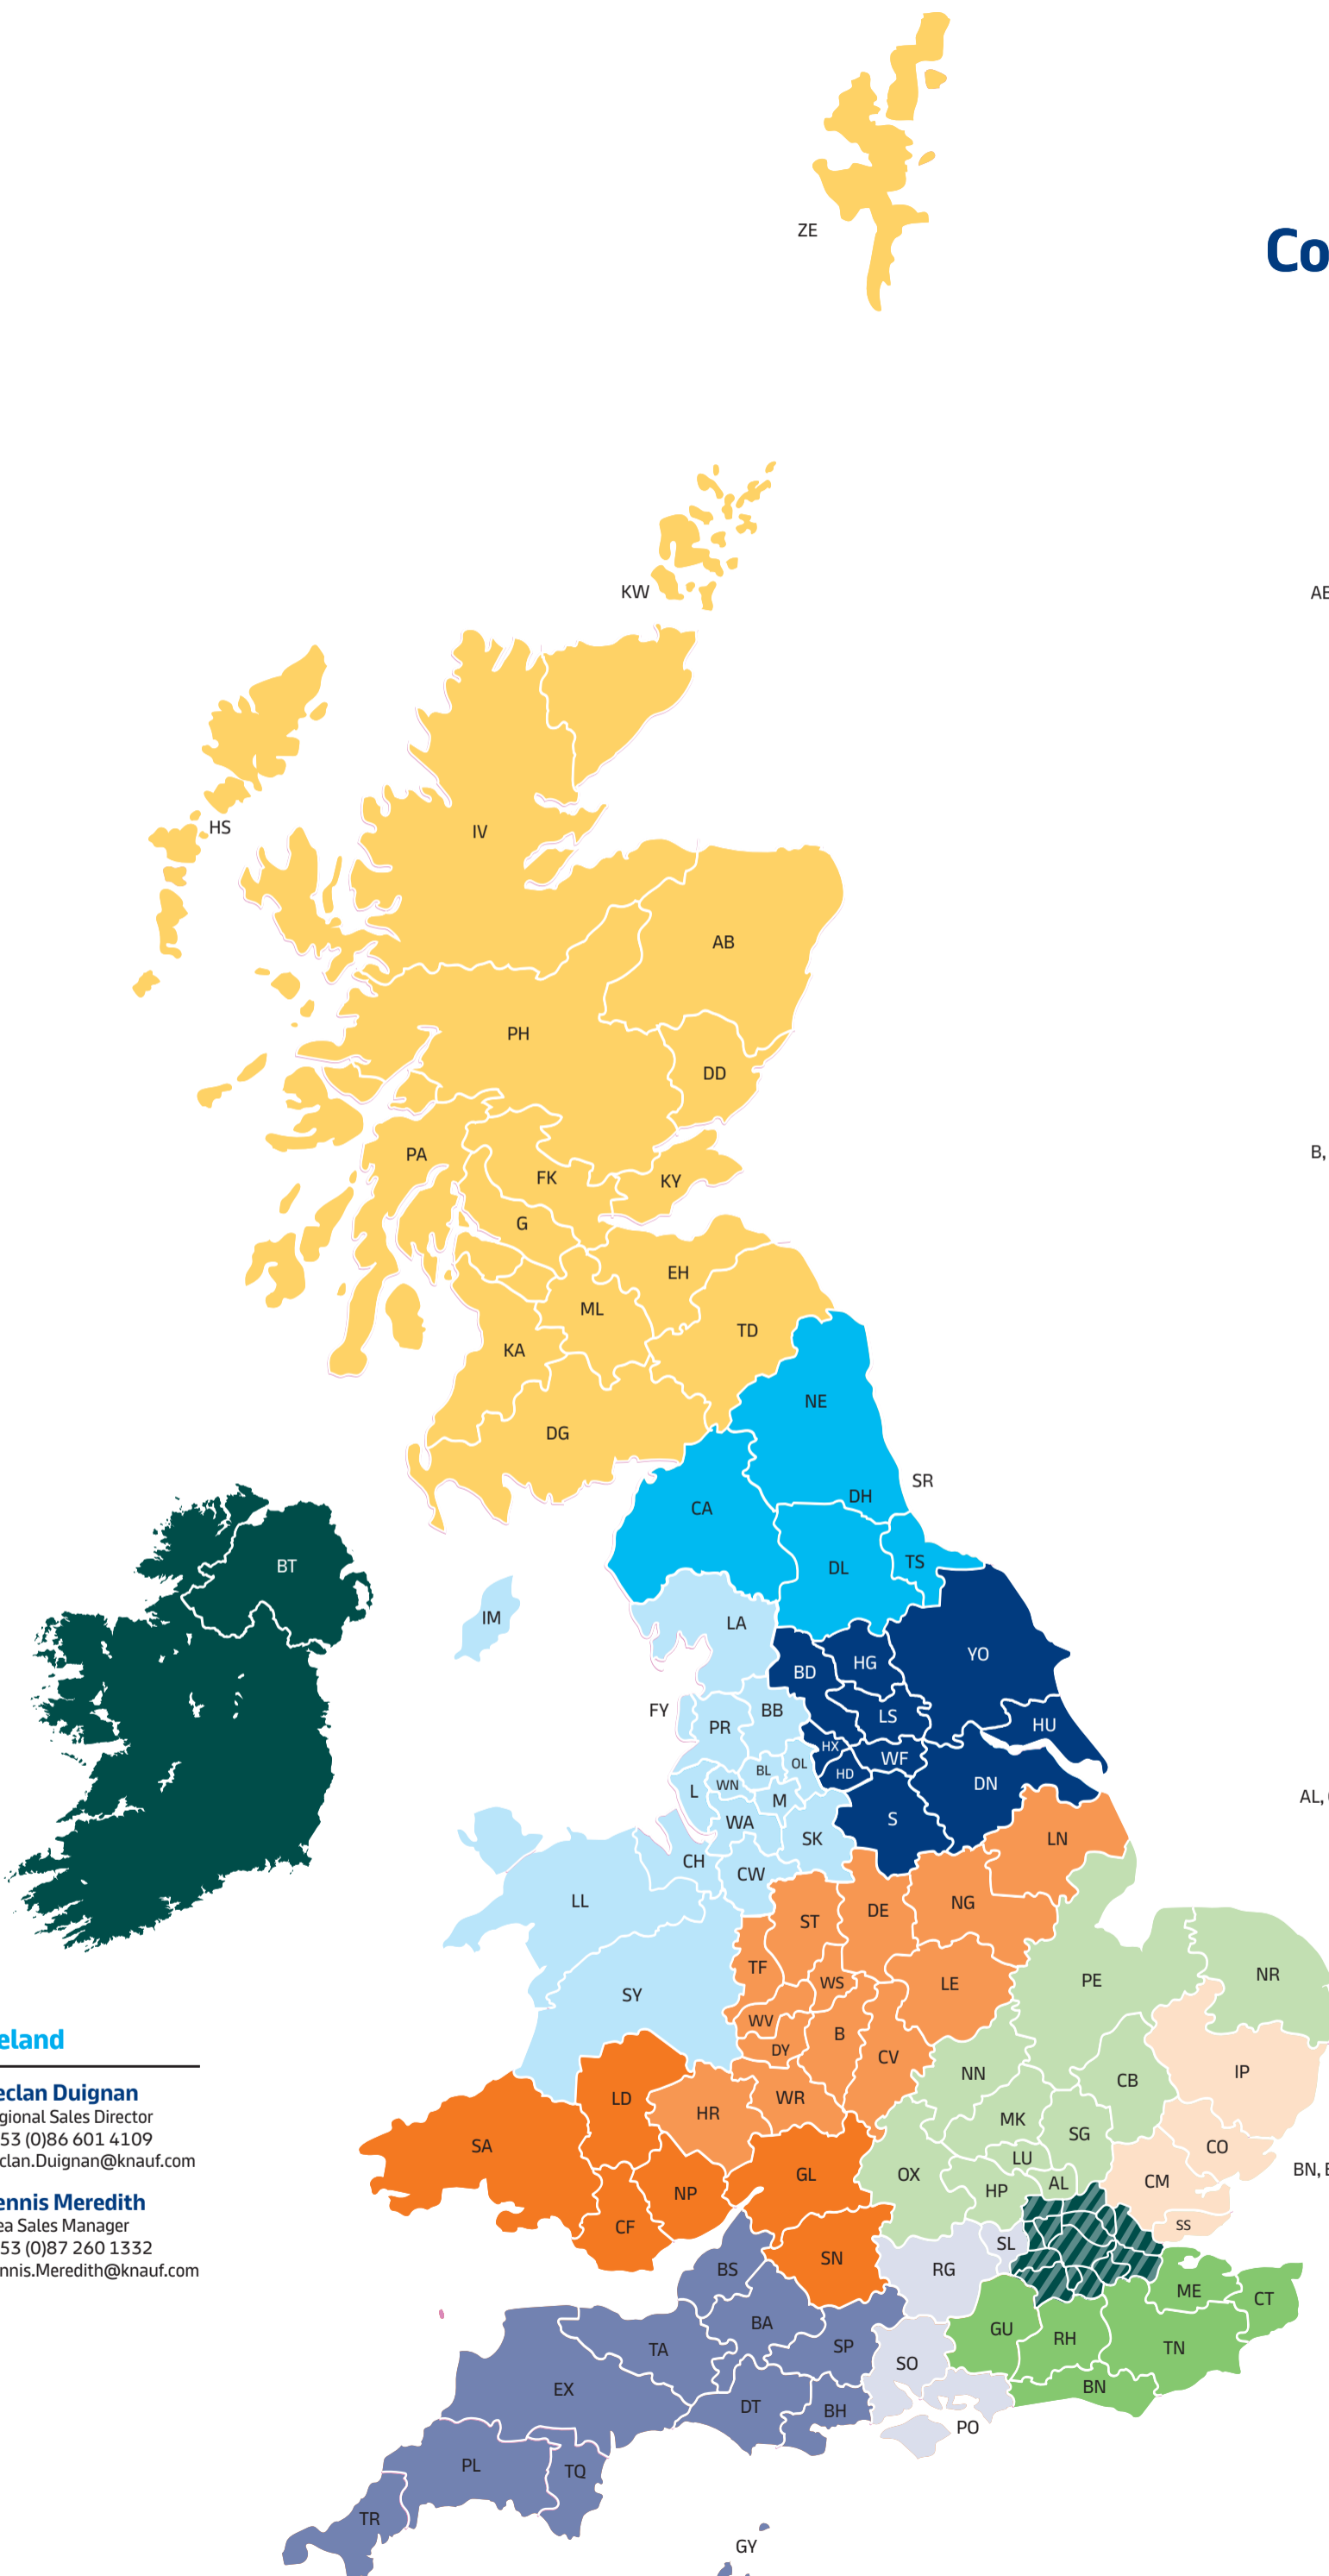 ZE
Co
KW
AB
HS
IV
AB
PH
DD
B,
PA
FK
KY
G
EH
ML
TD
KA
NE
DG
SR
DH
CA
BT
DL
TS
IM
LA
YO
HG
BD
FY
BB
LS
HU
PR
HX
WF
OL
BL
HD
WN
DN
L
M
AL,
S
WA
LN
SK
CH
CW
LL
NG
DE
ST
TF
NR
PE
WS
LE
SY
WV
B
eland
DY
CV
IP
NN
CB
eclan Duignan
LD
WR
gional Sales Director
HR
MK
53 (0)86 601 4109
SG
SA
CO
clan.Duignan@knauf.com
LU
BN,
OX
GL
AL
CM
HP
NP
ennis Meredith
ea Sales Manager
CF
SS
53 (0)87 260 1332
SL
SN
nnis.Meredith@knauf.com
BS
RG
ME
CT
BA
GU
RH
SP
TA
TN
SO
EX
BN
DT
BH
PO
PL
TQ
TR
GY